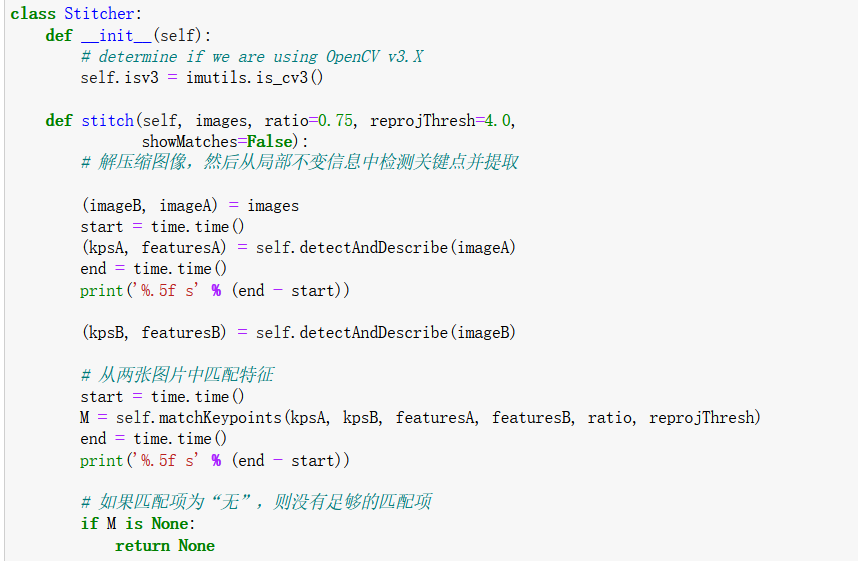 class Stitcher:
    def __init__(self):
        # determine if we are using OpenCV v3.X
        self.isv3 = imutils.is_cv3()

    def stitch(self, images, ratio=0.75, reprojThresh=4.0,
               showMatches=False):
        # 解压缩图像，然后从局部不变信息中检测关键点并提取

        (imageB, imageA) = images
        start = time.time()
        (kpsA, featuresA) = self.detectAndDescribe(imageA)
        end = time.time()
        print('%.5f s' % (end - start))

        (kpsB, featuresB) = self.detectAndDescribe(imageB)

        # 从两张图片中匹配特征
        start = time.time()
        M = self.matchKeypoints(kpsA, kpsB, featuresA, featuresB, ratio, reprojThresh)
        end = time.time()
        print('%.5f s' % (end - start))

        # 如果匹配项为“无”，则没有足够的匹配项
        if M is None:
            return None